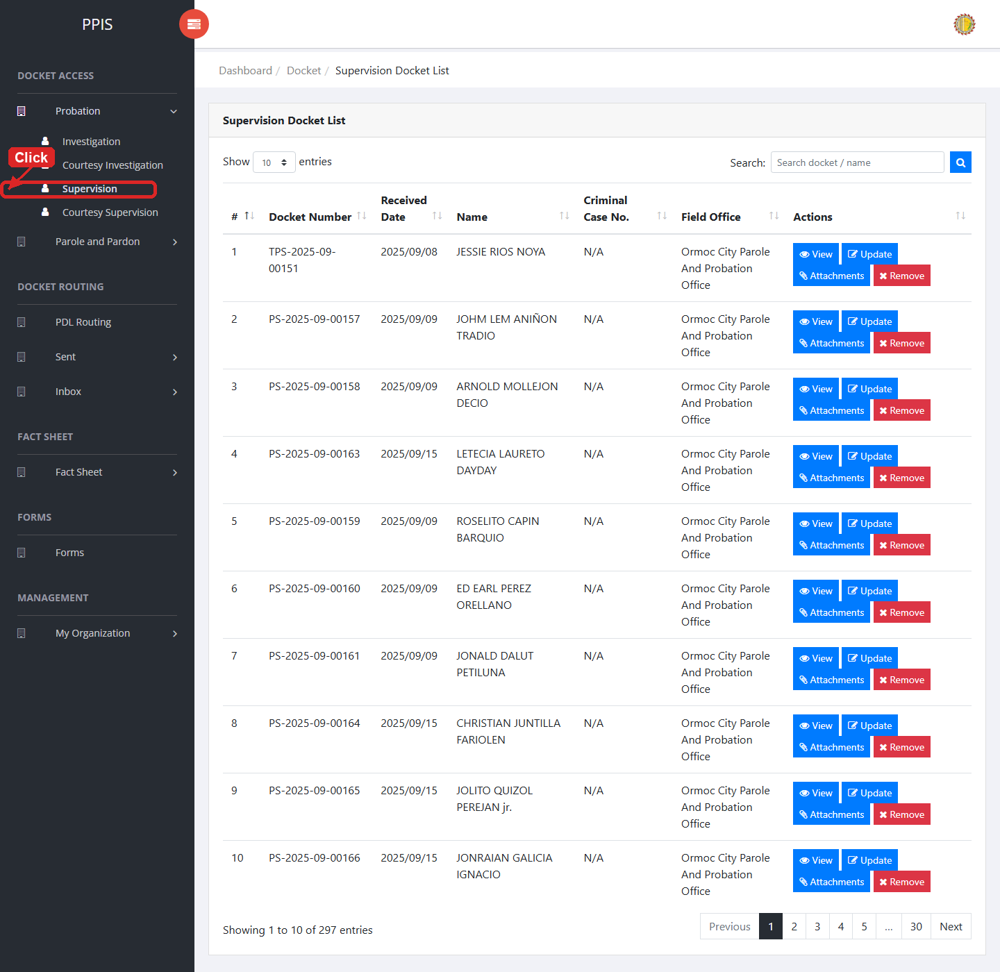 PPIS
DOCKET ACCESS
Probation
Investigation
Click
Courtesy Investigation
Supervision
Courtesy Supervision
Parole and Pardon
DOCKET ROUTING
PDL Routing
Sent
Inbox
FACT SHEET
Fact Sheet
FORMS
Forms
MANAGEMENT
My Organization
Dashboard / Docket / Supervision Docket List
Supervision Docket List
Show 10 entries
Search: Search docket / name
# Docket Number Received Date Name Criminal Case No. Field Office Actions
1 TPS-2025-09- 2025/09/08 JESSIE RIOS NOYA N/A Ormoc City Parole View Update
00151 And Probation Attachments Remove
Office
2 PS-2025-09-00157 2025/09/09 JOHM LEM ANIÑON N/A Ormoc City Parole View Update
TRADIO And Probation Attachments Remove
Office
3 PS-2025-09-00158 2025/09/09 ARNOLD MOLLEJON N/A Ormoc City Parole View Update
DECIO And Probation Attachments Remove
Office
4 PS-2025-09-00163 2025/09/15 LETECIA LAURETO N/A Ormoc City Parole View Update
DAYDAY And Probation Attachments Remove
Office
5 PS-2025-09-00159 2025/09/09 ROSELITO CAPIN N/A Ormoc City Parole View Update
BARQUIO And Probation Attachments Remove
Office
6 PS-2025-09-00160 2025/09/09 ED EARL PEREZ N/A Ormoc City Parole View Update
ORELLANO And Probation Attachments Remove
Office
7 PS-2025-09-00161 2025/09/09 JONALD DALUT N/A Ormoc City Parole View Update
PETILUNA And Probation Attachments Remove
Office
8 PS-2025-09-00164 2025/09/15 CHRISTIAN JUNTILLA N/A Ormoc City Parole View Update
FARIOLEN And Probation Attachments Remove
Office
9 PS-2025-09-00165 2025/09/15 JOLITO QUIZOL N/A Ormoc City Parole View Update
PEREJAN jr. And Probation Attachments Remove
Office
10 PS-2025-09-00166 2025/09/15 JONRAIAN GALICIA N/A Ormoc City Parole View Update
IGNACIO And Probation Attachments Remove
Office
Showing 1 to 10 of 297 entries
Previous 1 2 3 4 5 … 30 Next